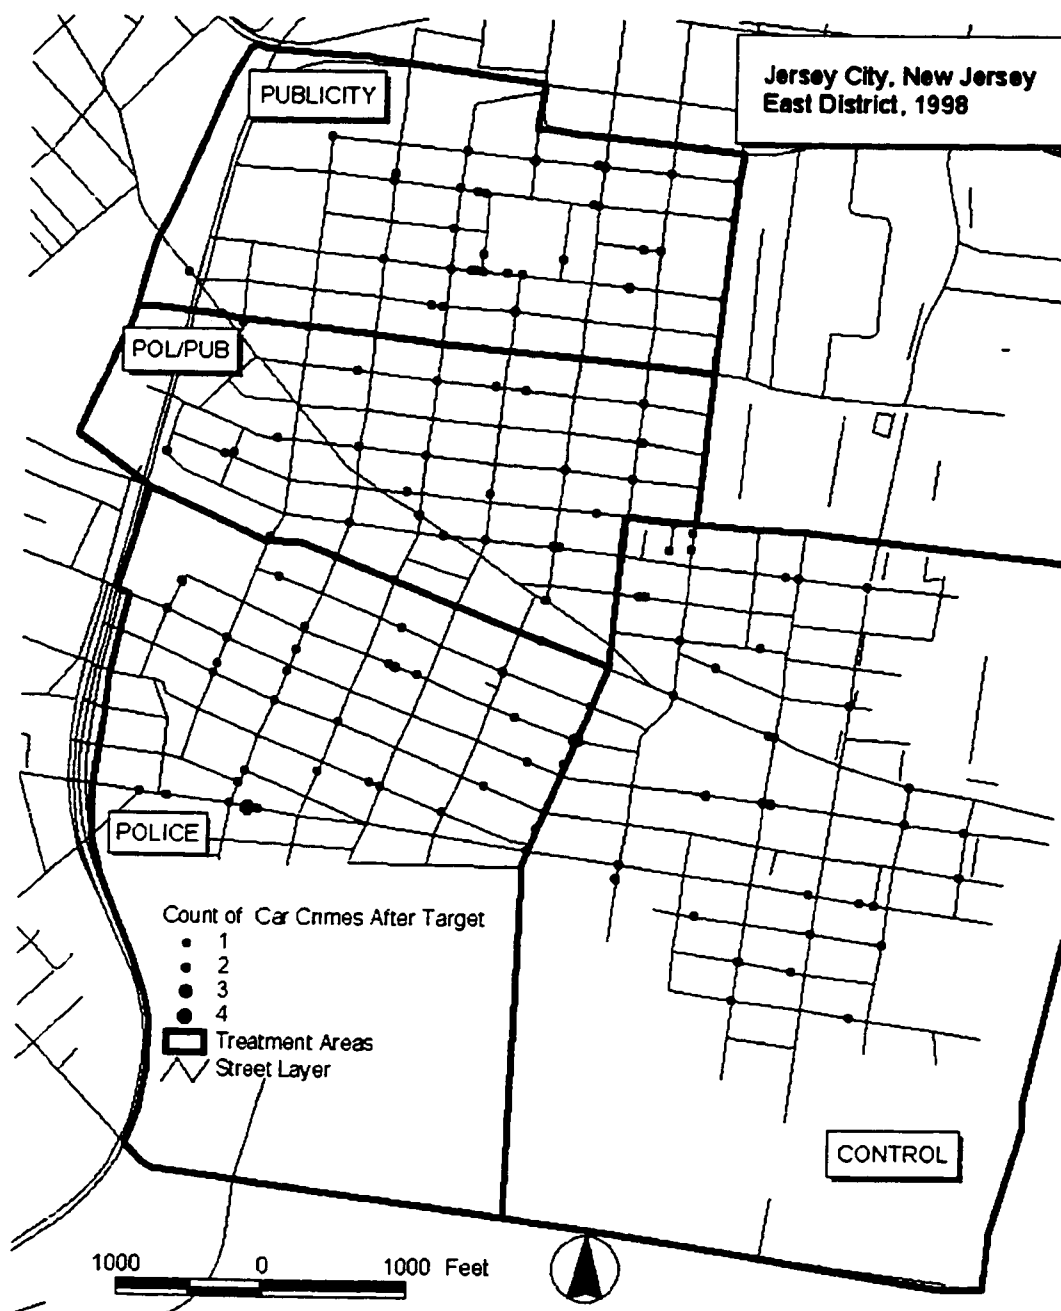 Jersey City, New Jersey
East District, 1998
PUBLICITY
POL/PUB
POLICE
Count of Car Crimes After Target
1
2
3
4
Treatment Areas
Street Layer
CONTROL
1000 0 1000 Feet